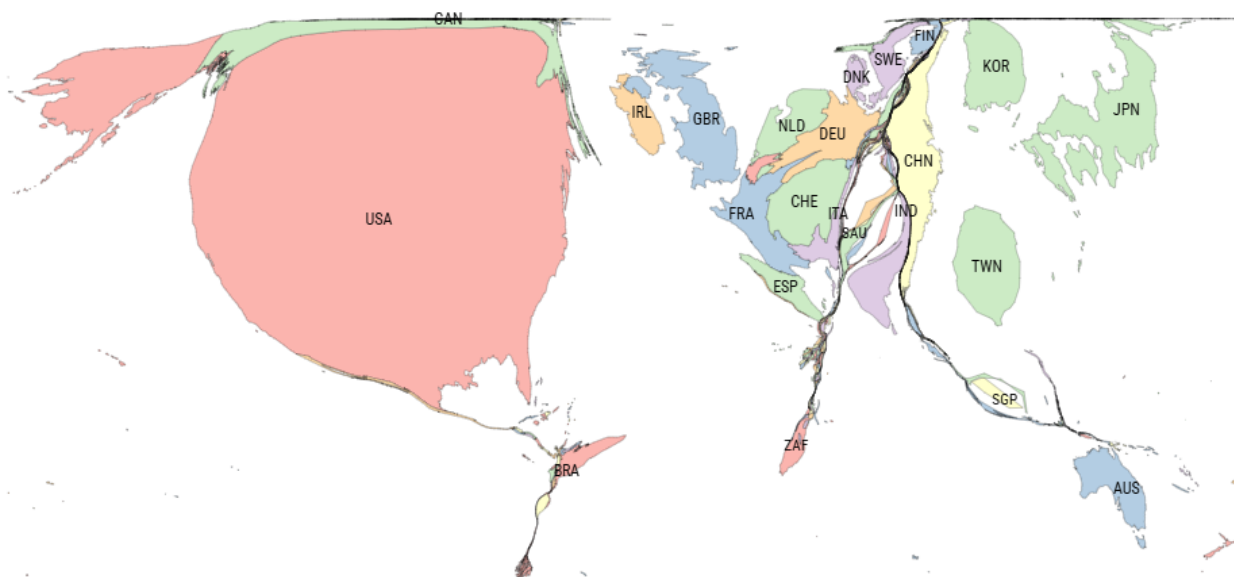 CAN
FIN
SWE
KOR
DNK
JPN
IRL
GBR
NLD
DEU
CHN
CHE
USA
FRA
ITA
IND
SAU
TWN
ESP
SGP
ZAF
BRA
AUS